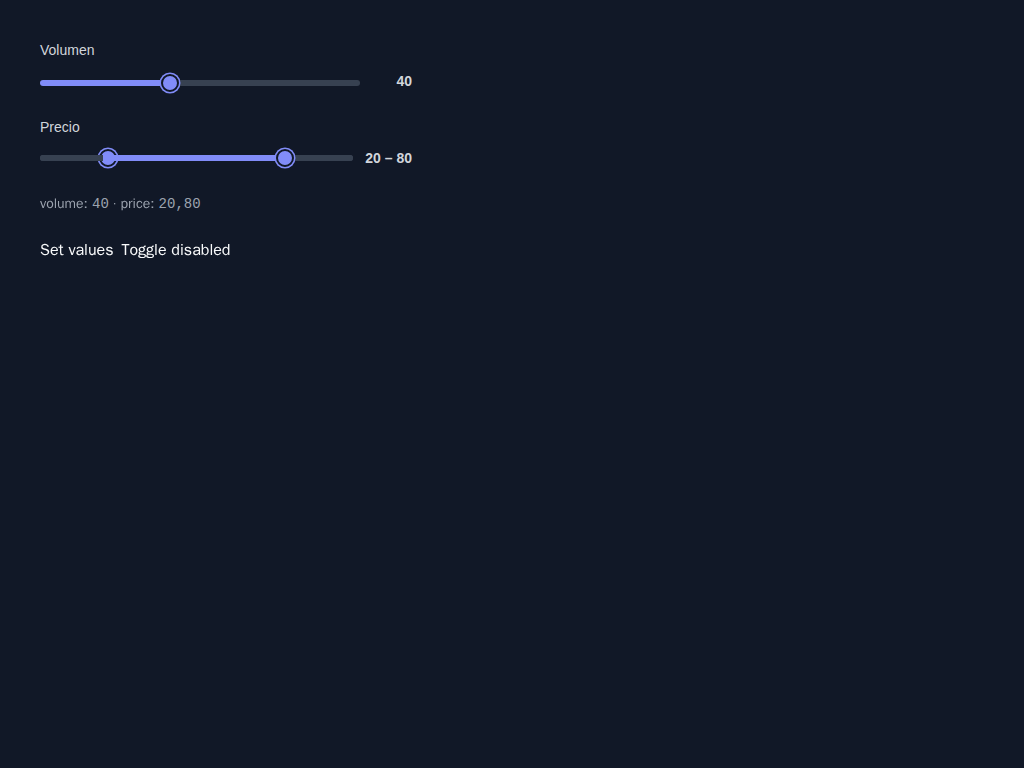 Volumen
40
Precio
20 – 80
volume: 40 · price: 20,80
Set values Toggle disabled